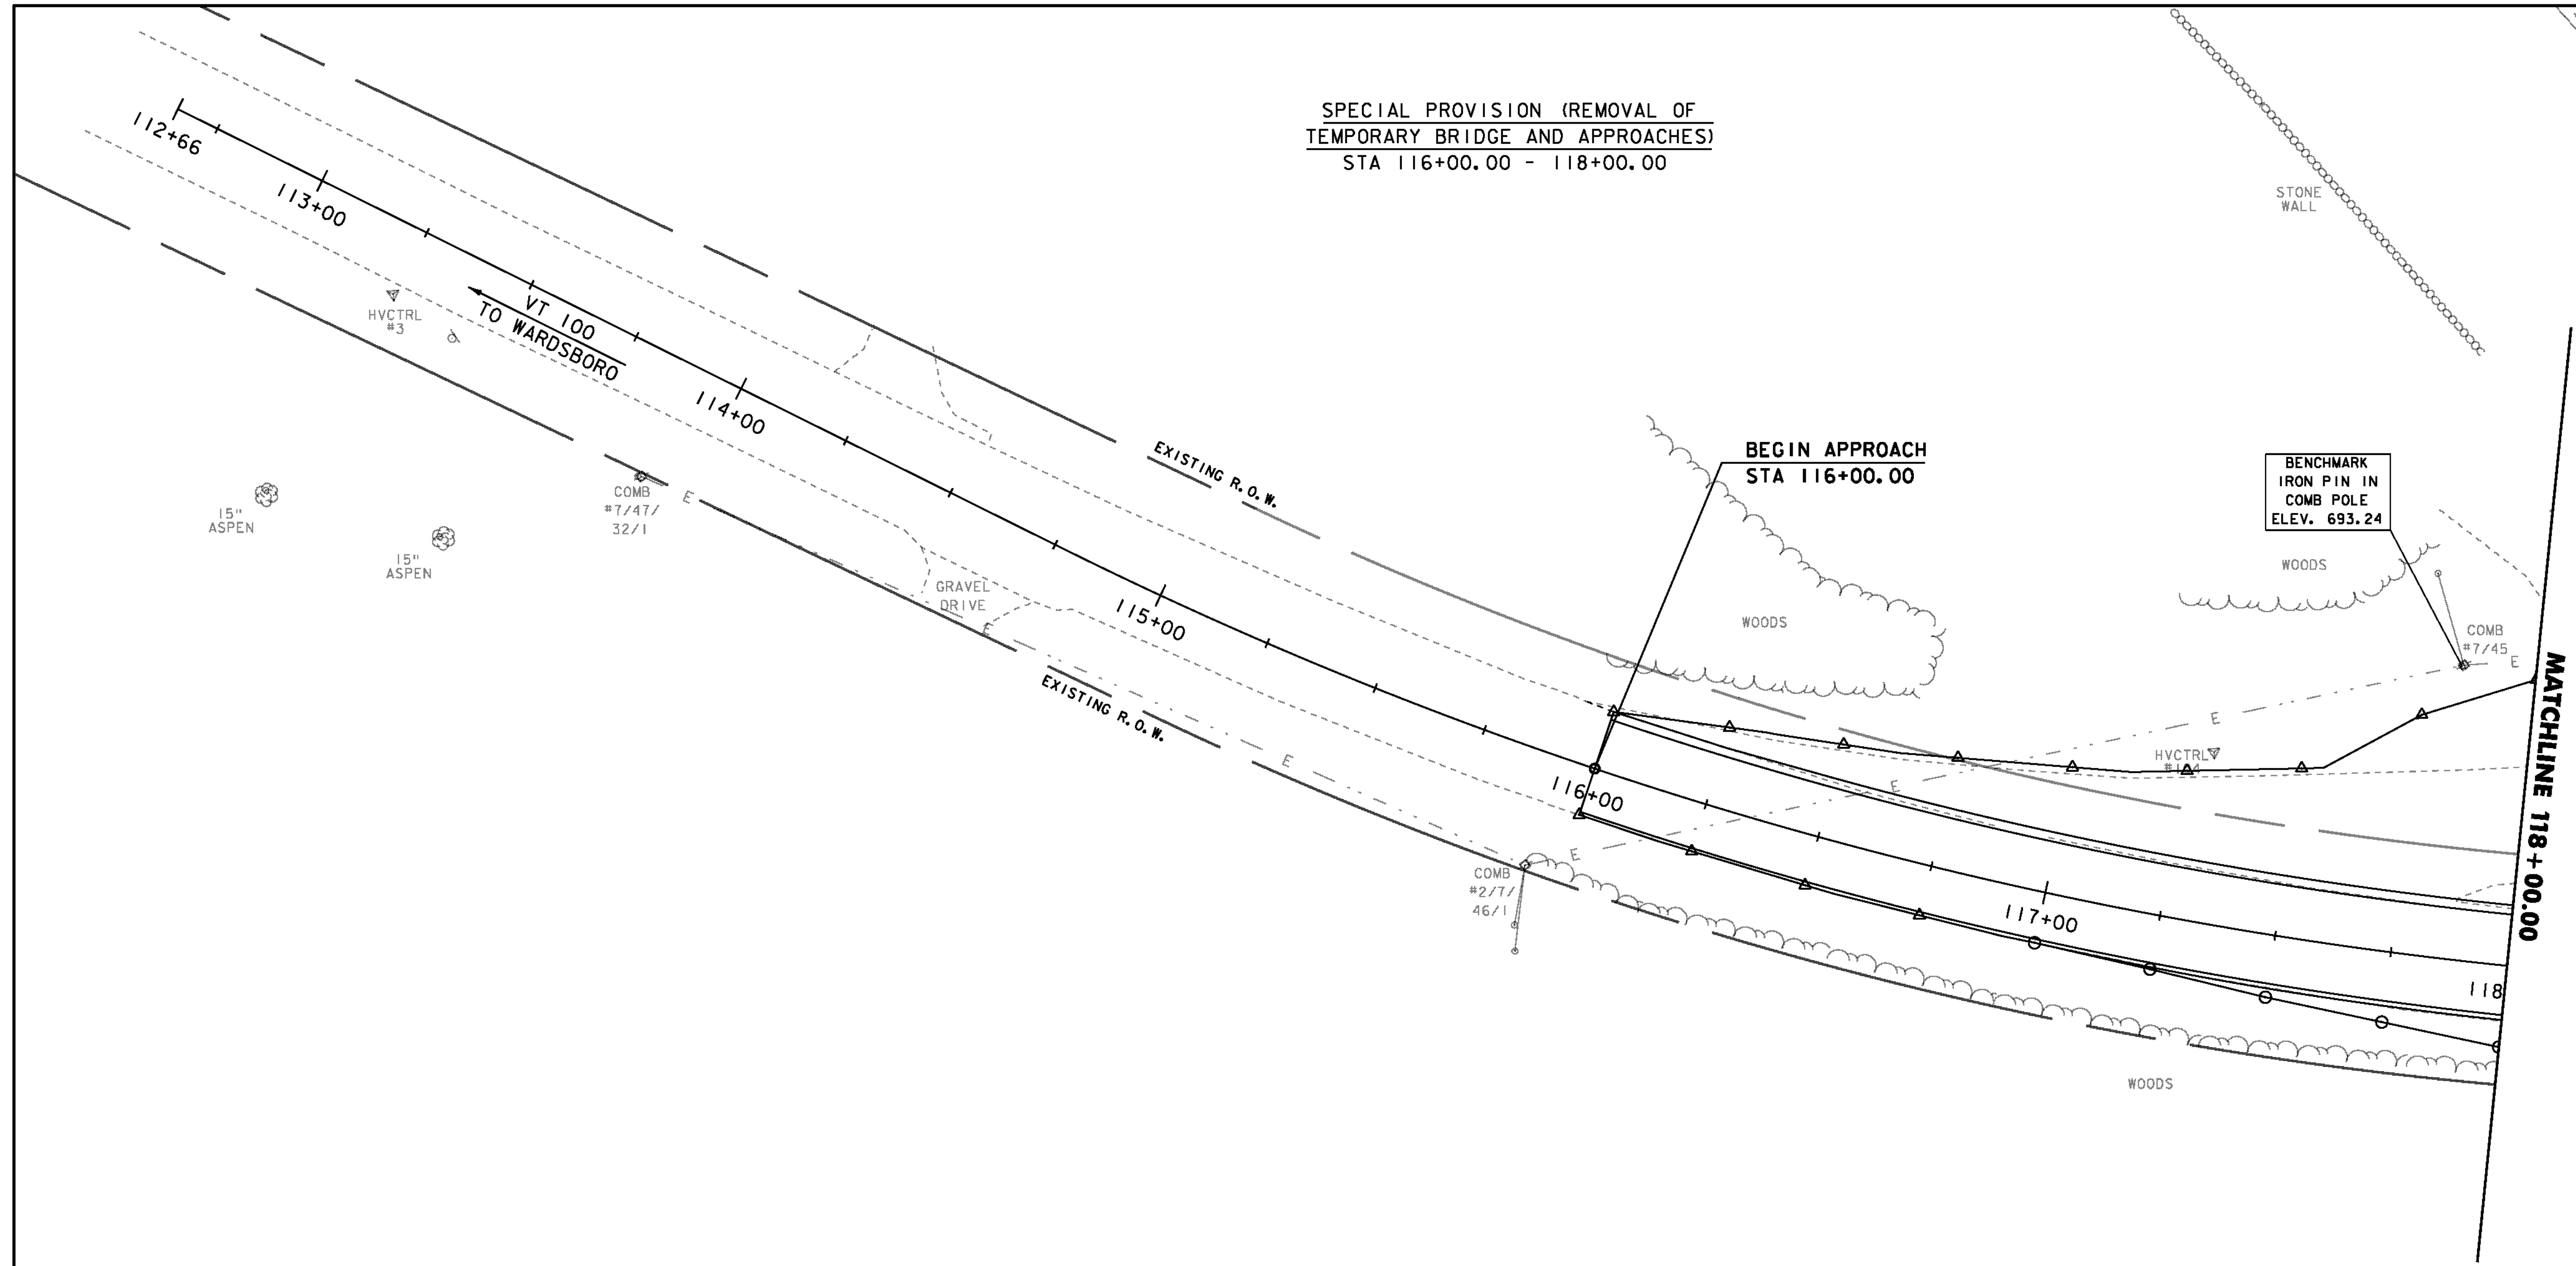 SPECIAL PROVISION (REMOVAL OF
TEMPORARY BRIDGE AND APPROACHES)
STA 116+00.00 - 118+00.00
112+66
113+00
STONE
WALL
HVCTRL
#3
VT 100
TO WARDSBORO
114+00
EXISTING R.O.W.
BEGIN APPROACH
STA 116+00.00
BENCHMARK
IRON PIN IN
COMB POLE
ELEV. 693.24
15"
ASPEN
15"
ASPEN
COMB
#7/47/
32/1
E
GRAVEL
DRIVE
E
115+00
WOODS
WOODS
COMB
#7/45
E
EXISTING R.O.W.
E
E
HVCTRL
E
116+00
E
COMB
#2/7/
46/1
117+00
118
MATCHLINE 118+00.00
WOODS